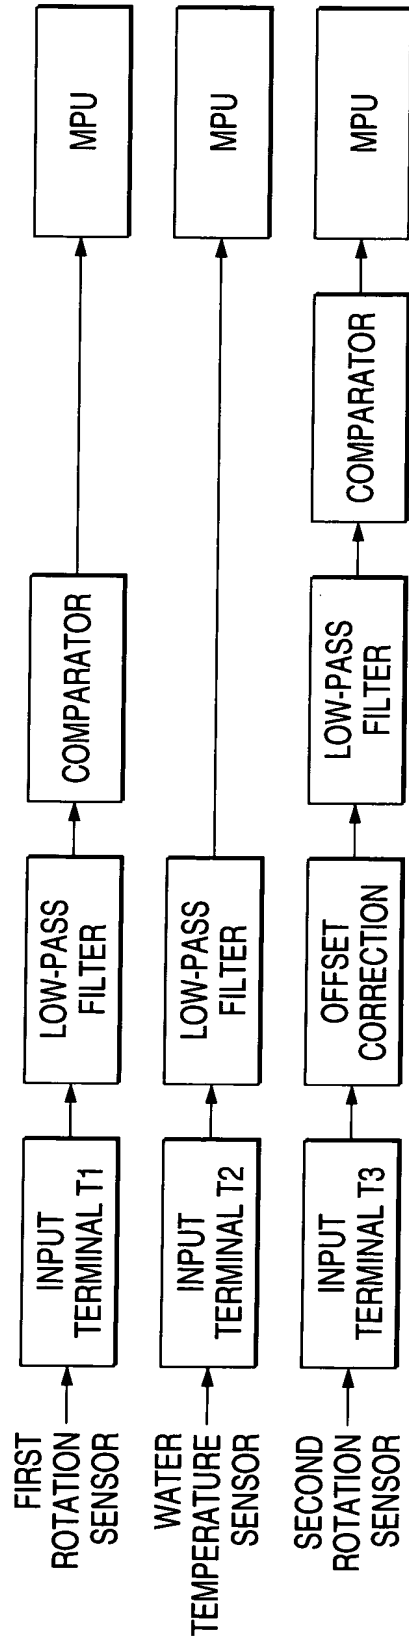 FIRST
ROTATION
SENSOR
INPUT
TERMINAL T1
LOW-PASS
FILTER
COMPARATOR
MPU
WATER
TEMPERATURE
SENSOR
INPUT
TERMINAL T2
LOW-PASS
FILTER
MPU
SECOND
ROTATION
SENSOR
INPUT
TERMINAL T3
OFFSET
CORRECTION
LOW-PASS
FILTER
COMPARATOR
MPU